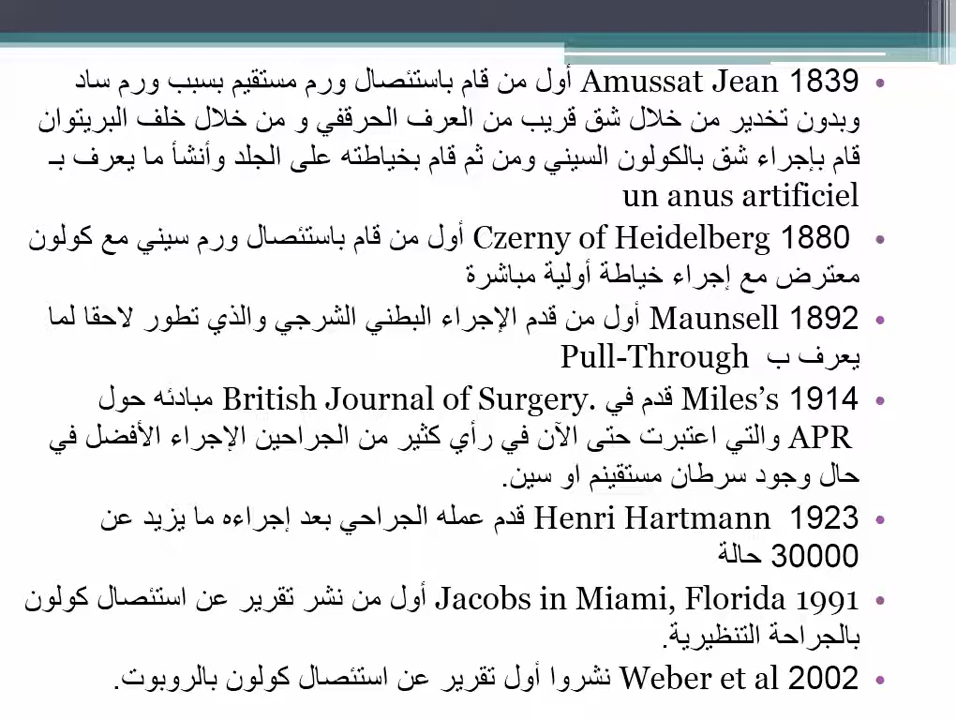 1839 Amussat Jean أول من قام باستئصال ورم مستقيم بسبب ورم ساد
وبدون تخدير من خلال شق قريب من العرف الحرقفي و من خلال خلف البريتوان
قام بإجراء شق بالكولون السيني ومن ثم قام بخياطته على الجلد وأنشأ ما يعرف بـ
un anus artificiel
1880 Czerny of Heidelberg أول من قام باستئصال ورم سيني مع كولون
معترض مع إجراء خياطة أولية مباشرة
1892 Maunsell أول من قدم الإجراء البطني الشرجي والذي تطور لاحقا لما
يعرف ب Pull-Through
1914 Miles’s قدم في British Journal of Surgery. مبادئه حول
APR والتي اعتبرت حتى الآن في رأي كثير من الجراحين الإجراء الأفضل في
حال وجود سرطان مستقينم او سين.
1923 Henri Hartmann قدم عمله الجراحي بعد إجراءه ما يزيد عن
30000 حالة
1991 Jacobs in Miami, Florida أول من نشر تقرير عن استئصال كولون
بالجراحة التنظيرية.
2002 Weber et al نشروا أول تقرير عن استئصال كولون بالروبوت.